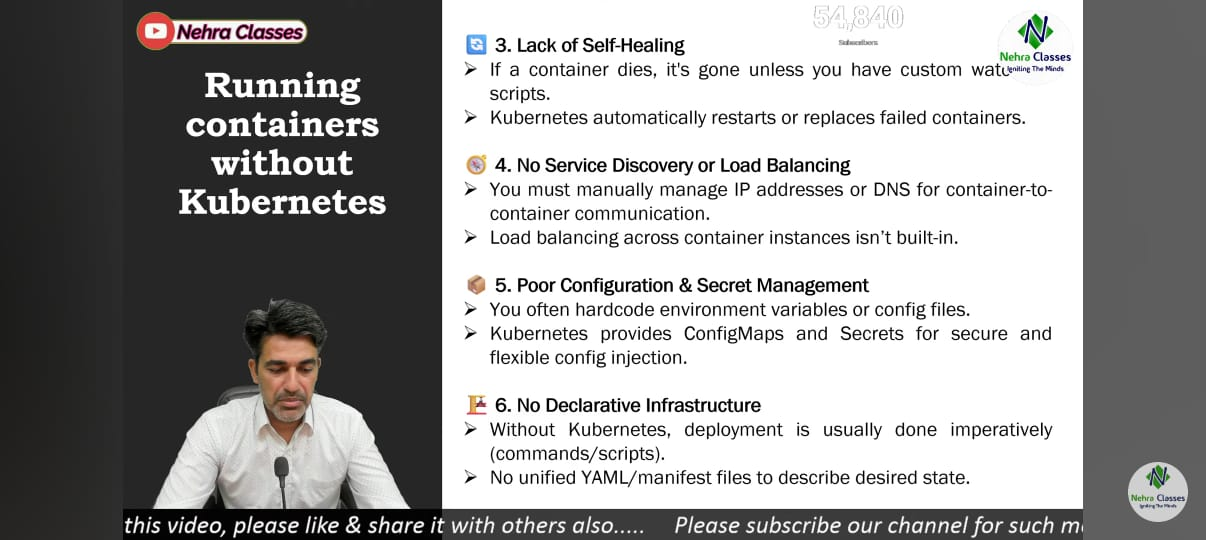 Nehra Classes
Running
containers
without
Kubernetes
54,840
Subscribers
Nehra Classes
Igniting The Minds
3. Lack of Self-Healing
➢ If a container dies, it's gone unless you have custom
scripts.
➢ Kubernetes automatically restarts or replaces failed containers.
4. No Service Discovery or Load Balancing
➢ You must manually manage IP addresses or DNS for container-to-
container communication.
➢ Load balancing across container instances isn’t built-in.
5. Poor Configuration & Secret Management
➢ You often hardcode environment variables or config files.
➢ Kubernetes provides ConfigMaps and Secrets for secure and
flexible config injection.
6. No Declarative Infrastructure
➢ Without Kubernetes, deployment is usually done imperatively
(commands/scripts).
➢ No unified YAML/manifest files to describe desired state.
Nehra Classes
Igniting The Minds
this video, please like & share it with others also..... Please subscribe our channel for such